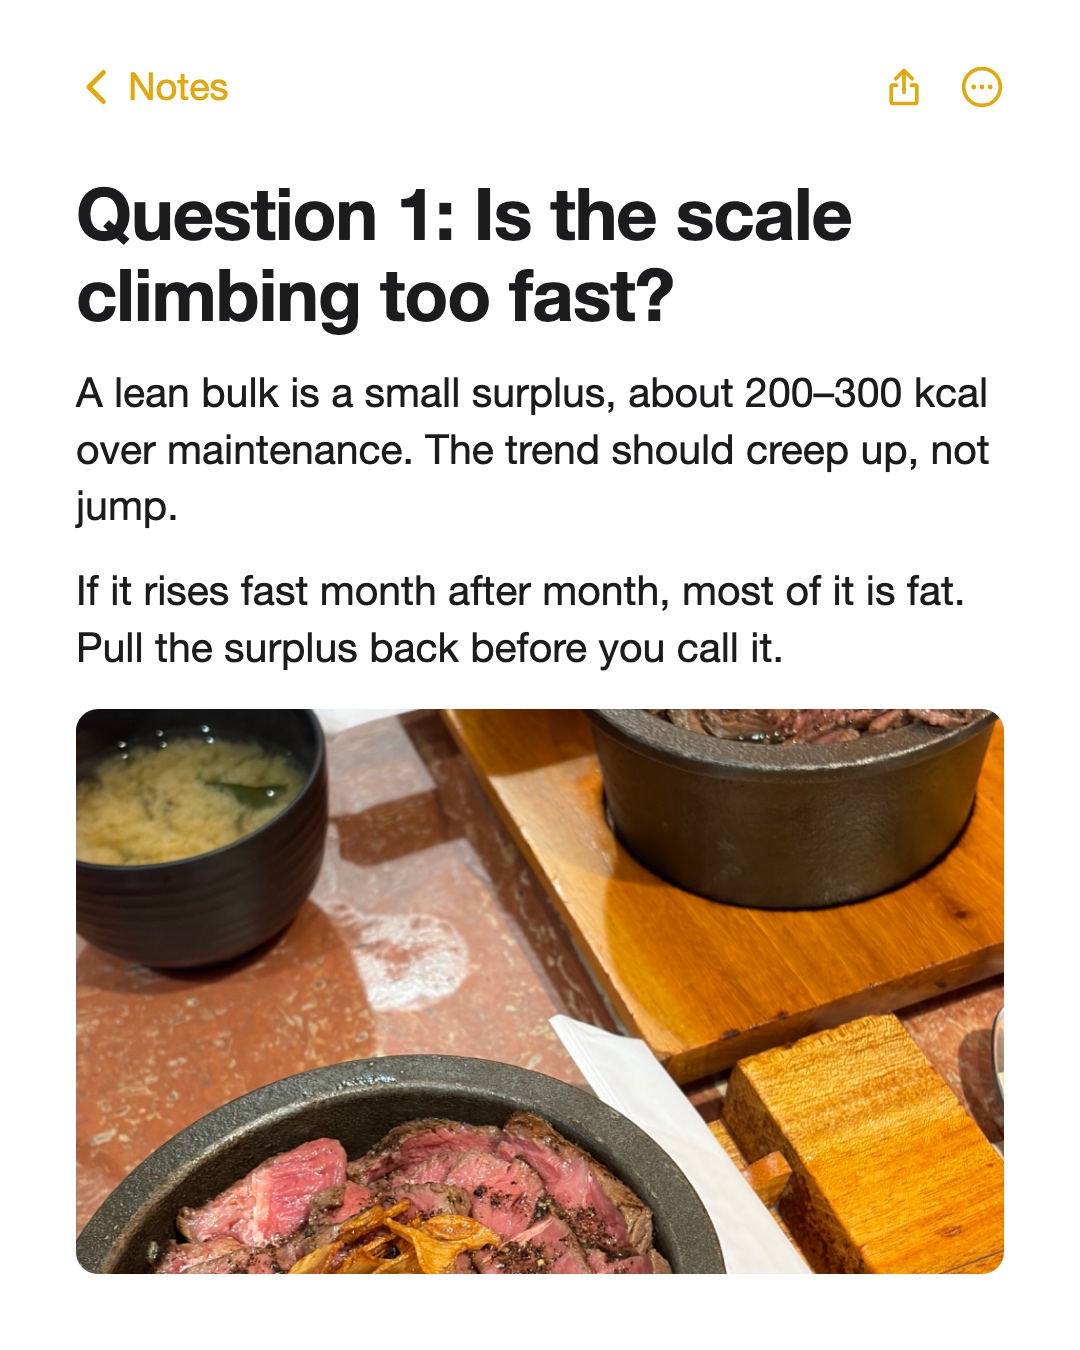 Notes
Question 1: Is the scale
climbing too fast?
A lean bulk is a small surplus, about 200–300 kcal
over maintenance. The trend should creep up, not
jump.
If it rises fast month after month, most of it is fat.
Pull the surplus back before you call it.